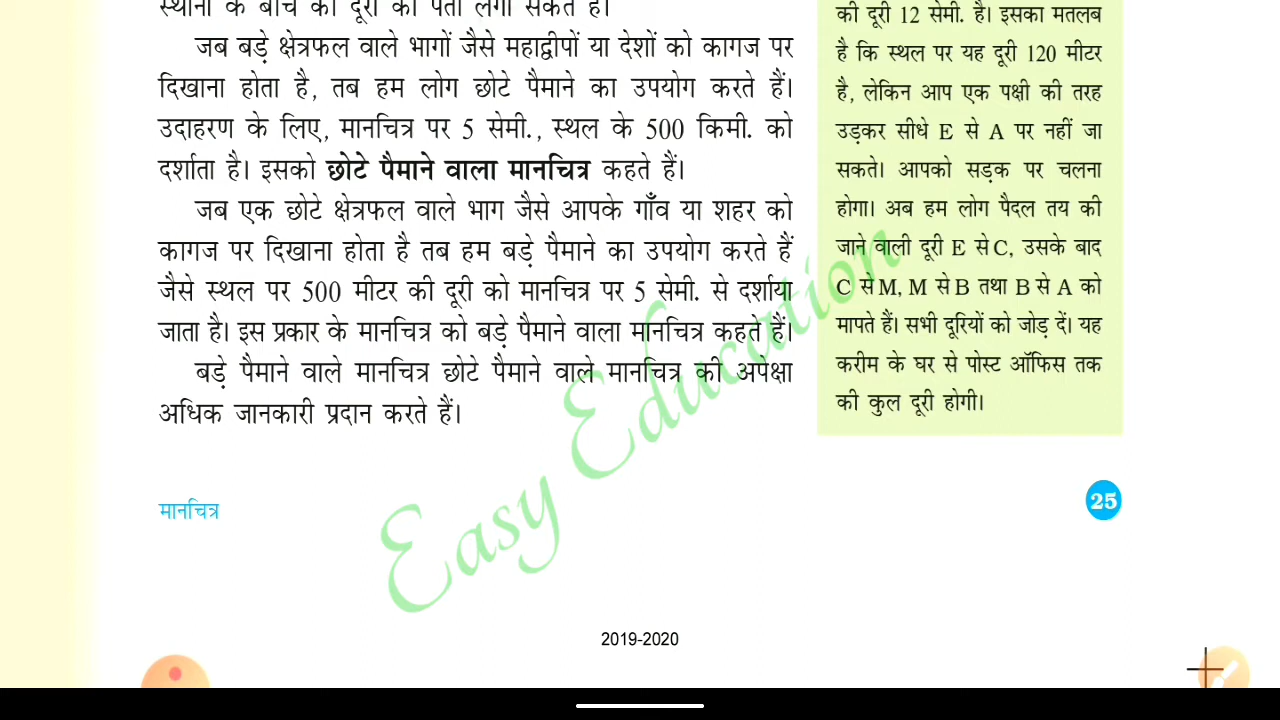 स्थानों के बीच की दूरी का पता लगा सकते हैं।
जब बड़े क्षेत्रफल वाले भागों जैसे महाद्वीपों या देशों को कागज पर
दिखाना होता है, तब हम लोग छोटे पैमाने का उपयोग करते हैं।
उदाहरण के लिए, मानचित्र पर 5 सेमी., स्थल के 500 किमी. को
दर्शाता है। इसको छोटे पैमाने वाला मानचित्र कहते हैं।
जब एक छोटे क्षेत्रफल वाले भाग जैसे आपके गाँव या शहर को
कागज पर दिखाना होता है तब हम बड़े पैमाने का उपयोग करते हैं
जैसे स्थल पर 500 मीटर की दूरी को मानचित्र पर 5 सेमी. से दर्शाया
जाता है। इस प्रकार के मानचित्र को बड़े पैमाने वाला मानचित्र कहते हैं।
बड़े पैमाने वाले मानचित्र छोटे पैमाने वाले मानचित्र की अपेक्षा
अधिक जानकारी प्रदान करते हैं।
की दूरी 12 सेमी. है। इसका मतलब
है कि स्थल पर यह दूरी 120 मीटर
है, लेकिन आप एक पक्षी की तरह
उड़कर सीधे E से A पर नहीं जा
सकते। आपको सड़क पर चलना
होगा। अब हम लोग पैदल तय की
जाने वाली दूरी E से C, उसके बाद
C से M, M से B तथा B से A को
मापते हैं। सभी दूरियों को जोड़ दें। यह
करीम के घर से पोस्ट ऑफिस तक
की कुल दूरी होगी।
Easy Education
मानचित्र
25
2019-2020